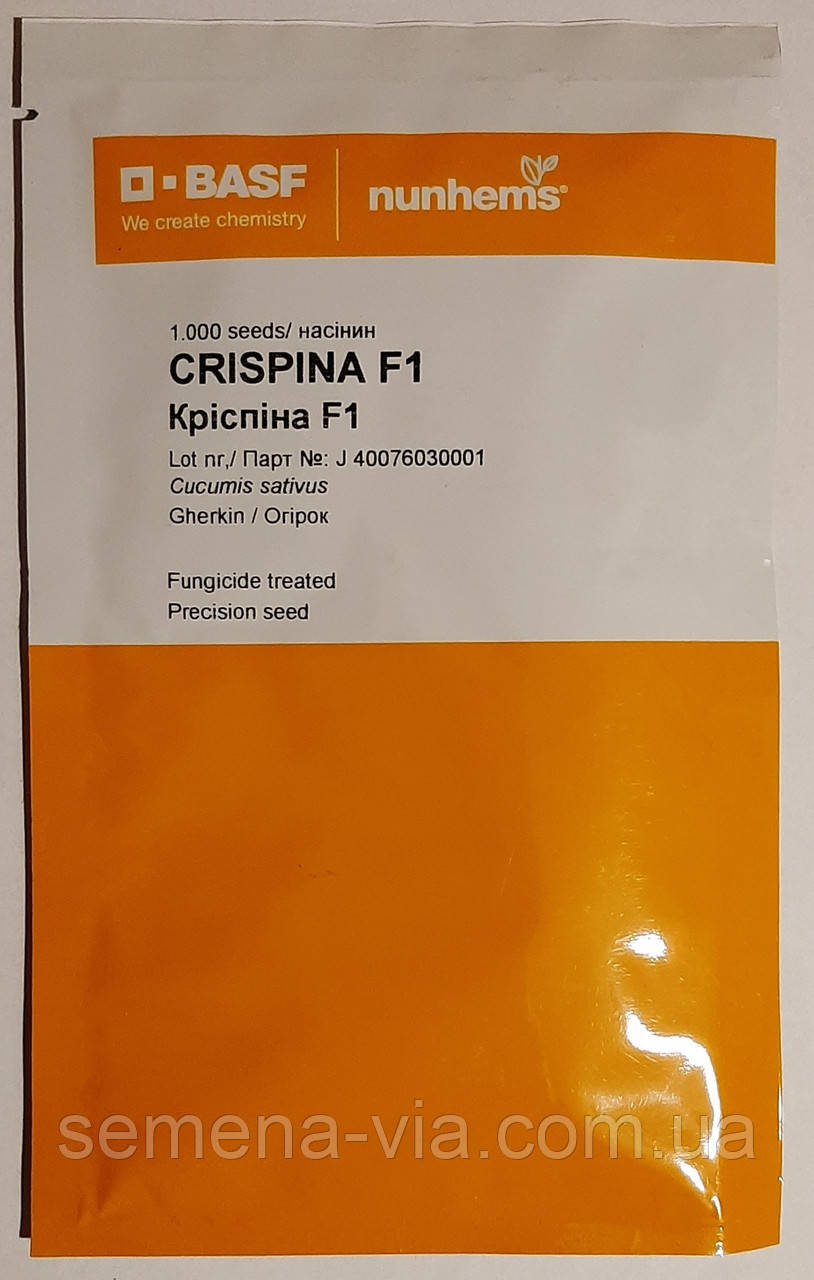 BASF
We create chemistry
nunhems®
1.000 seeds/ насінин
CRISPINA F1
Кріспіна F1
Lot nr,/ Парт №: J 40076030001
Cucumis sativus
Gherkin / Огірок
Fungicide treated
Precision seed
semena-via.com.ua